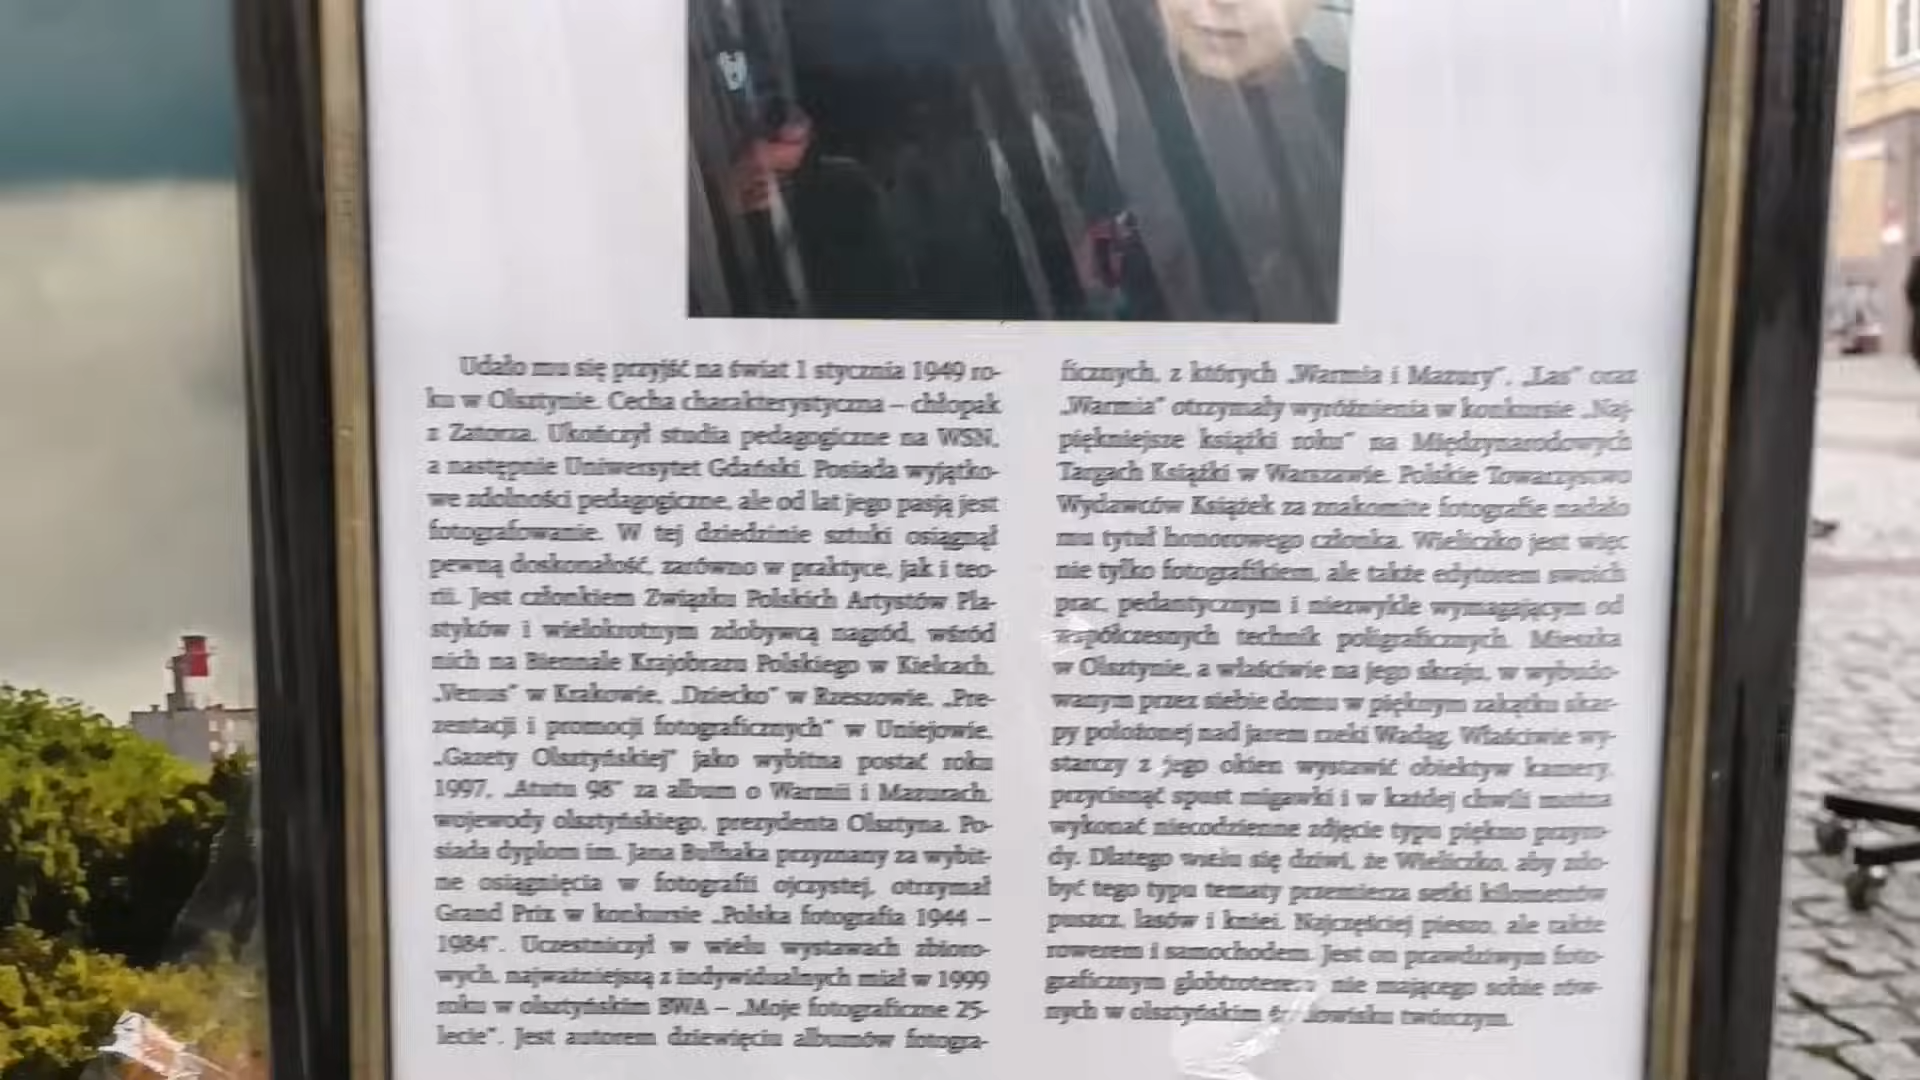 Udało mu się przyjść na świat 1 stycznia 1949 ro-
ku w Olsztynie. Cecha charakterystyczna – chłopak
z Zatorza. Ukończył studia pedagogiczne na WSN,
a następnie Uniwersytet Gdański. Posiada wyjątko-
we zdolności pedagogiczne, ale od lat jego pasją jest
fotografowanie. W tej dziedzinie sztuki osiągnął
pewną doskonałość, zarówno w praktyce, jak i teo-
rii. Jest członkiem Związku Polskich Artystów Pla-
styków i wielokrotnym zdobywcą nagród, wśród
nich na Biennale Krajobrazu Polskiego w Kielcach,
„Venus" w Krakowie, „Dziecko" w Rzeszowie, „Pre-
zentacji i promocji fotograficznych" w Uniejowie,
„Gazety Olsztyńskiej" jako wybitna postać roku
1997, „Atutu 98" za album o Warmii i Mazurach,
wojewody olsztyńskiego, prezydenta Olsztyna. Po-
siada dyplom im. Jana Bułhaka przyznany za wybit-
ne osiągnięcia w fotografii ojczystej, otrzymał
Grand Prix w konkursie „Polska fotografia 1944 –
1984". Uczestniczył w wielu wystawach zbioro-
wych, najważniejszą z indywidualnych miał w 1999
roku w olsztyńskim BWA – „Moje fotograficzne 25-
lecie". Jest autorem dziewięciu albumów fotogra-
ficznych, z których „Warmia i Mazury", „Las" oraz
„Warmia" otrzymały wyróżnienia w konkursie „Naj-
piękniejsze książki roku" na Międzynarodowych
Targach Książki w Warszawie. Polskie Towarzystwo
Wydawców Książek za znakomite fotografie nadało
mu tytuł honorowego członka. Wieliczko jest więc
nie tylko fotografikiem, ale także edytorem swoich
prac, pedantycznym i niezwykle wymagającym od
współczesnych technik poligraficznych. Mieszka
w Olsztynie, a właściwie na jego skraju, w wybudo-
wanym przez siebie domu w pięknym zakątku skar-
py położonej nad jarem rzeki Wadąg. Właściwie wy-
starczy z jego okien wystawić obiektyw kamery,
przycisnąć spust migawki i w każdej chwili można
wykonać niecodzienne zdjęcie typu piękno przyro-
dy. Dlatego wielu się dziwi, że Wieliczko, aby zdo-
być tego typu tematy przemierza setki kilometrów
puszcz, lasów i kniei. Najczęściej pieszo, ale także
rowerem i samochodem. Jest on prawdziwym foto-
graficznym nie mającego sobie rów-
nych w olsztyńskim twórczym.